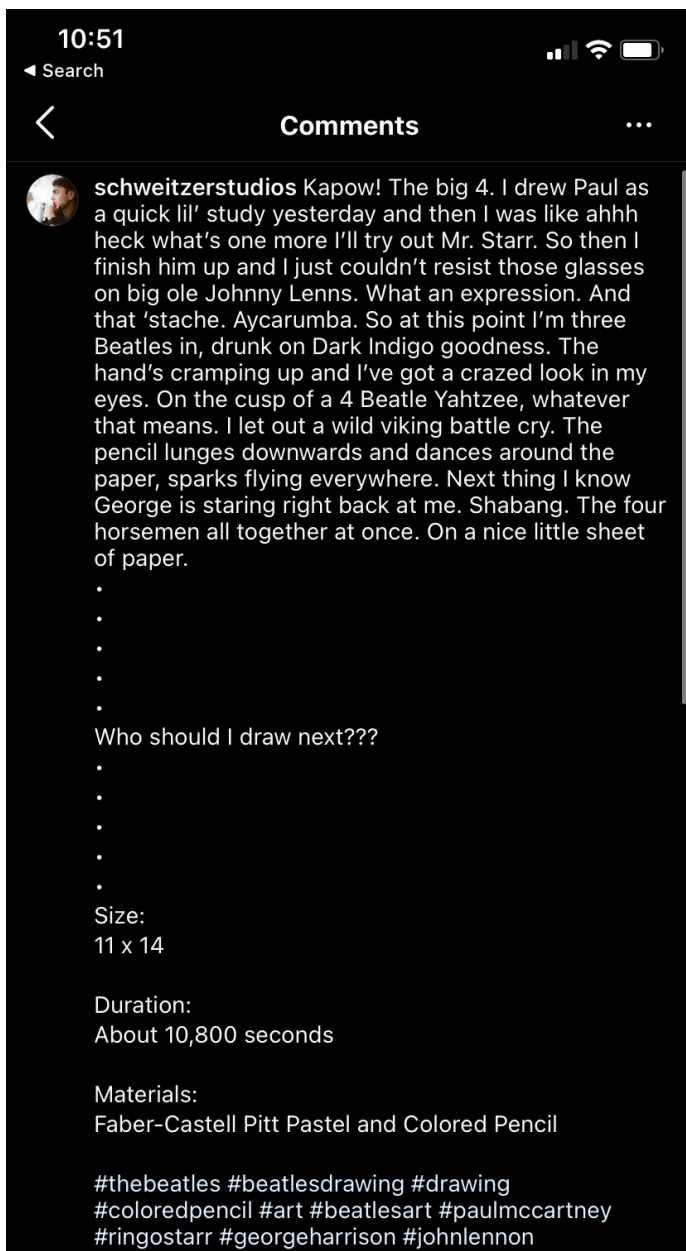 10:51
◀ Search
Comments
schweitzerstudios Kapow! The big 4. I drew Paul as
a quick lil’ study yesterday and then I was like ahhh
heck what’s one more I’ll try out Mr. Starr. So then I
finish him up and I just couldn’t resist those glasses
on big ole Johnny Lenns. What an expression. And
that ‘stache. Aycarumba. So at this point I’m three
Beatles in, drunk on Dark Indigo goodness. The
hand’s cramping up and I’ve got a crazed look in my
eyes. On the cusp of a 4 Beatle Yahtzee, whatever
that means. I let out a wild viking battle cry. The
pencil lunges downwards and dances around the
paper, sparks flying everywhere. Next thing I know
George is staring right back at me. Shabang. The four
horsemen all together at once. On a nice little sheet
of paper.
.
.
.
.
.
Who should I draw next???
.
.
.
.
.
Size:
11 x 14
Duration:
About 10,800 seconds
Materials:
Faber-Castell Pitt Pastel and Colored Pencil
#thebeatles #beatlesdrawing #drawing
#coloredpencil #art #beatlesart #paulmccartney
#ringostarr #georgeharrison #johnlennon